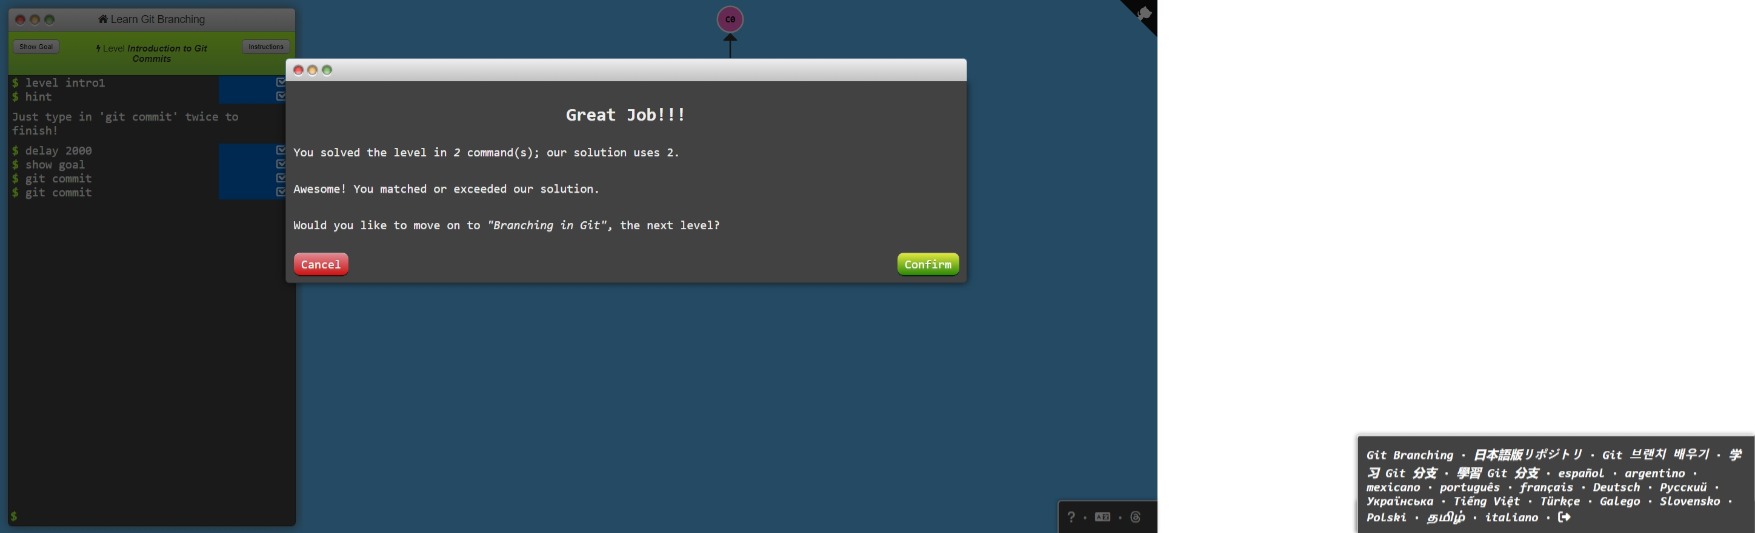 Learn Git Branching
Show Goal
Level Introduction to Git
Commits
Instructions
$ level intro1
$ hint
Just type in 'git commit' twice to
finish!
$ delay 2000
$ show goal
$ git commit
$ git commit
$
C0
Great Job!!!
You solved the level in 2 command(s); our solution uses 2.
Awesome! You matched or exceeded our solution.
Would you like to move on to "Branching in Git", the next level?
Cancel
Confirm
? · ·
Git Branching · 日本語版リポジトリ · Git 브랜치 배우기 · 学
习 Git 分支 · 學習 Git 分支 · español · argentino ·
mexicano · português · français · Deutsch · Русский ·
Українська · Tiếng Việt · Türkçe · Galego · Slovensko ·
Polski · தமிழ் · italiano ·